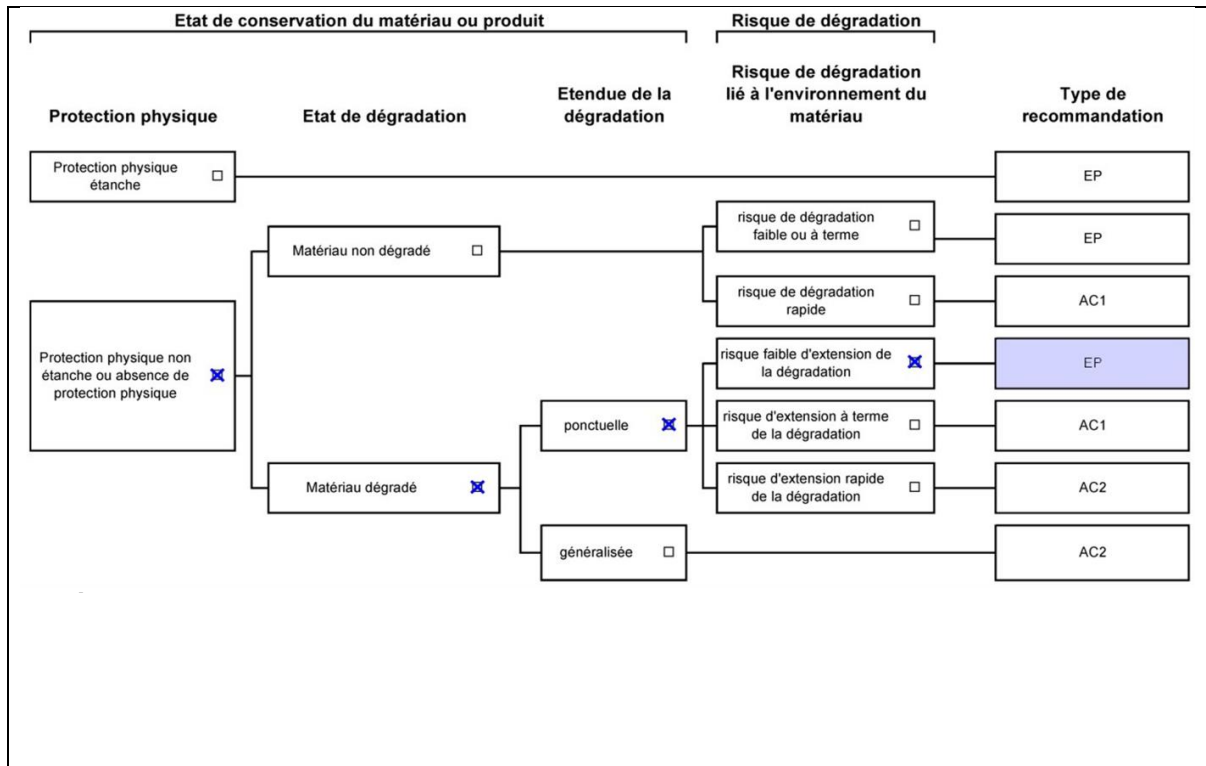 Etat de conservation du matériau ou produit
Risque de dégradation
Protection physique
Etat de dégradation
Etendue de la
dégradation
Risque de dégradation
lié à l'environnement du
matériau
Type de
recommandation
Protection physique
étanche
EP
Matériau non dégradé
risque de dégradation
faible ou à terme
EP
risque de dégradation
rapide
AC1
Protection physique non
étanche ou absence de
protection physique
risque faible d'extension de
la dégradation
EP
ponctuelle
risque d'extension à terme
de la dégradation
AC1
Matériau dégradé
risque d'extension rapide
de la dégradation
AC2
généralisée
AC2